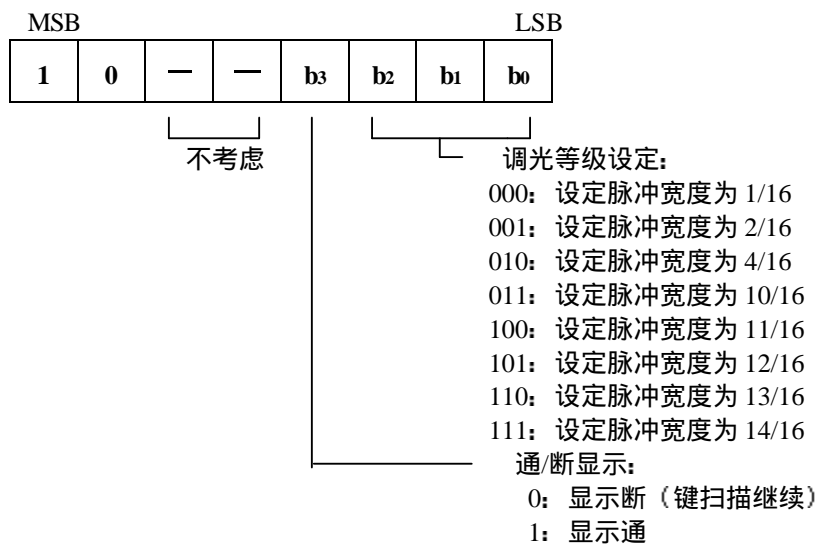 MSB LSB
1 0 — — b3 b2 b1 b0
不考虑 调光等级设定:
000: 设定脉冲宽度为 1/16
001: 设定脉冲宽度为 2/16
010: 设定脉冲宽度为 4/16
011: 设定脉冲宽度为 10/16
100: 设定脉冲宽度为 11/16
101: 设定脉冲宽度为 12/16
110: 设定脉冲宽度为 13/16
111: 设定脉冲宽度为 14/16
通/断显示:
0: 显示断（键扫描继续）
1: 显示通